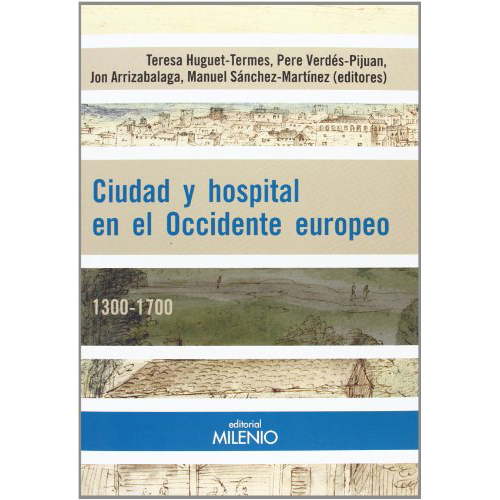 Teresa Huguet-Termes, Pere Verdés-Pijuan,
Jon Arrizabalaga, Manuel Sánchez-Martínez (editores)
Ciudad y hospital
en el Occidente europeo
1300-1700
editorial
MILENIO